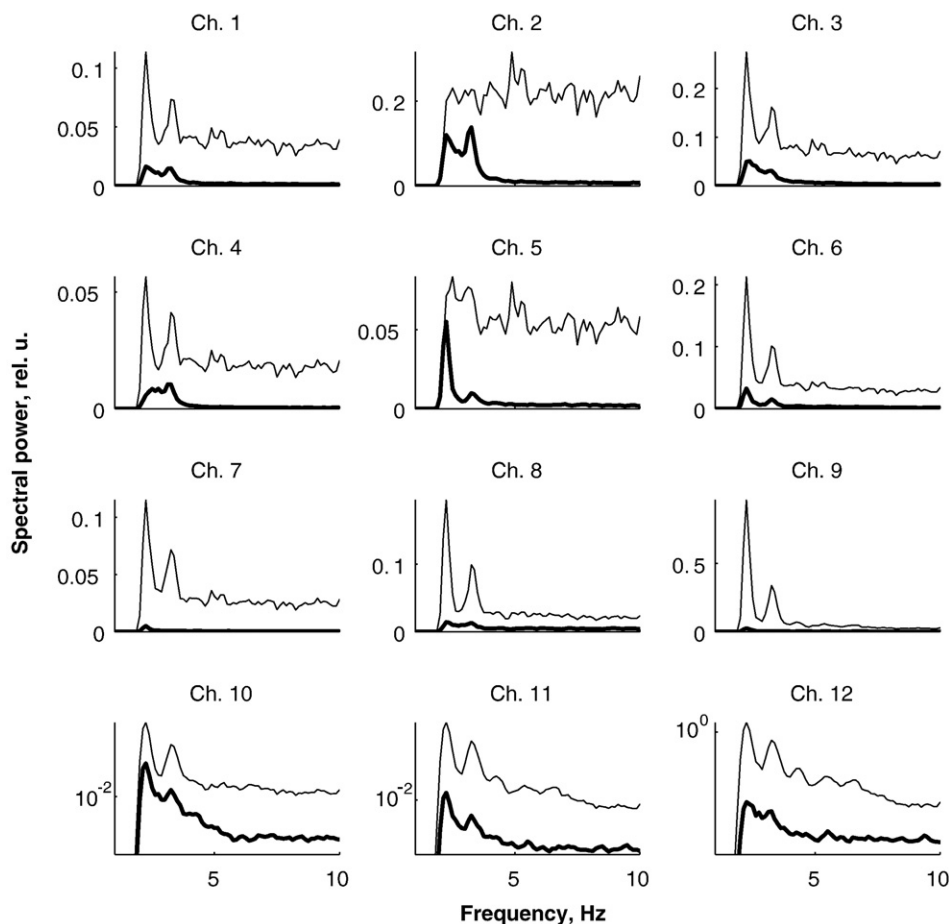 Ch. 1 Ch. 2 Ch. 3
0.1 0.2 0.2
0.05 0.1
0 0 0
Ch. 4 Ch. 5 Ch. 6
0.05 0.05 0.2
0.1
0 0 0
Spectral power, rel. u.
Ch. 7 Ch. 8 Ch. 9
0.1 0.1 0.5
0.05
0 0 0
Ch. 10 Ch. 11 Ch. 12
10^-2 10^-2 10^0
5 10 5 10 5 10
Frequency, Hz